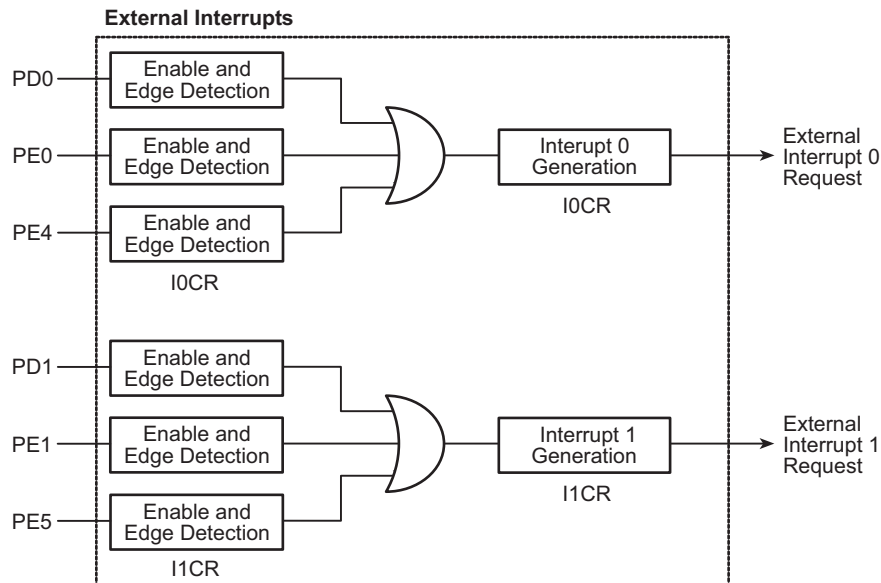 External Interrupts
PD0
Enable and
Edge Detection
PE0
Enable and
Edge Detection
PE4
Enable and
Edge Detection
I0CR
Interupt 0
Generation
I0CR
External
Interrupt 0
Request
PD1
Enable and
Edge Detection
PE1
Enable and
Edge Detection
PE5
Enable and
Edge Detection
I1CR
Interrupt 1
Generation
I1CR
External
Interrupt 1
Request